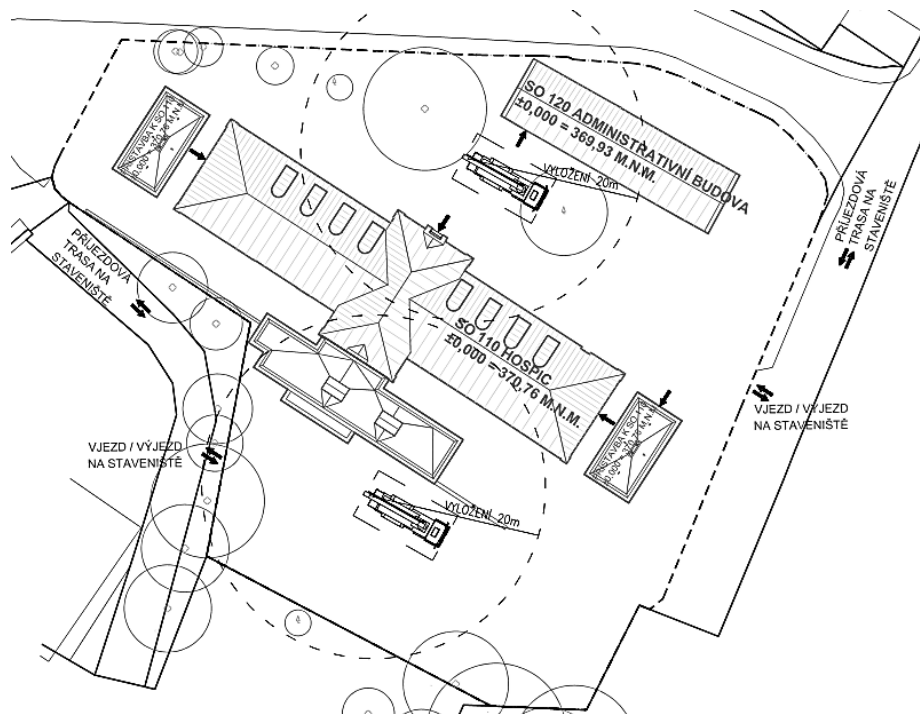 SO 120 ADMINISTRATIVNÍ BUDOVA
±0,000 = 369,93 M.N.M.
VYLOŽENÍ 20m
PŘÍJEZDOVÁ
TRASA NA
STAVENIŠTĚ
PŘÍJEZDOVÁ
TRASA NA
STAVENIŠTĚ
SO 110 HOSPIC
±0,000 = 370,76 M.N.M.
VJEZD / VÝJEZD
NA STAVENIŠTĚ
VJEZD / VÝJEZD
NA STAVENIŠTĚ
VYLOŽENÍ 20m